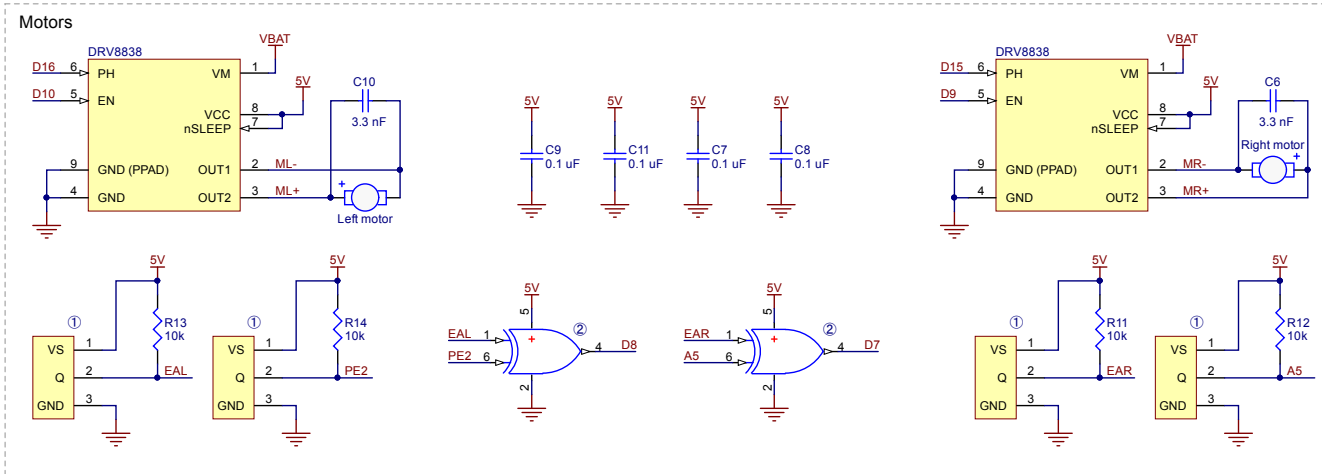 Motors
DRV8838
D16 6 PH
D10 5 EN
VM 1 VBAT
VCC 8 5V
nSLEEP 7
9 GND (PPAD)
4 GND
OUT1 2 ML-
OUT2 3 ML+
C10
3.3 nF
+
Left motor
5V
C9
0.1 uF
5V
C11
0.1 uF
5V
C7
0.1 uF
5V
C8
0.1 uF
DRV8838
D15 6 PH
D9 5 EN
VM 1 VBAT
VCC 8 5V
nSLEEP 7
9 GND (PPAD)
4 GND
OUT1 2 MR-
OUT2 3 MR+
C6
3.3 nF
Right motor
+
①
VS 1
Q 2 EAL
GND 3
5V
R13
10k
①
VS 1
Q 2 PE2
GND 3
5V
R14
10k
5V
5
EAL 1 + ②
PE2 6
4 D8
2
5V
5
EAR 1 + ②
A5 6
4 D7
2
①
VS 1
Q 2 EAR
GND 3
5V
R11
10k
①
VS 1
Q 2 A5
GND 3
5V
R12
10k